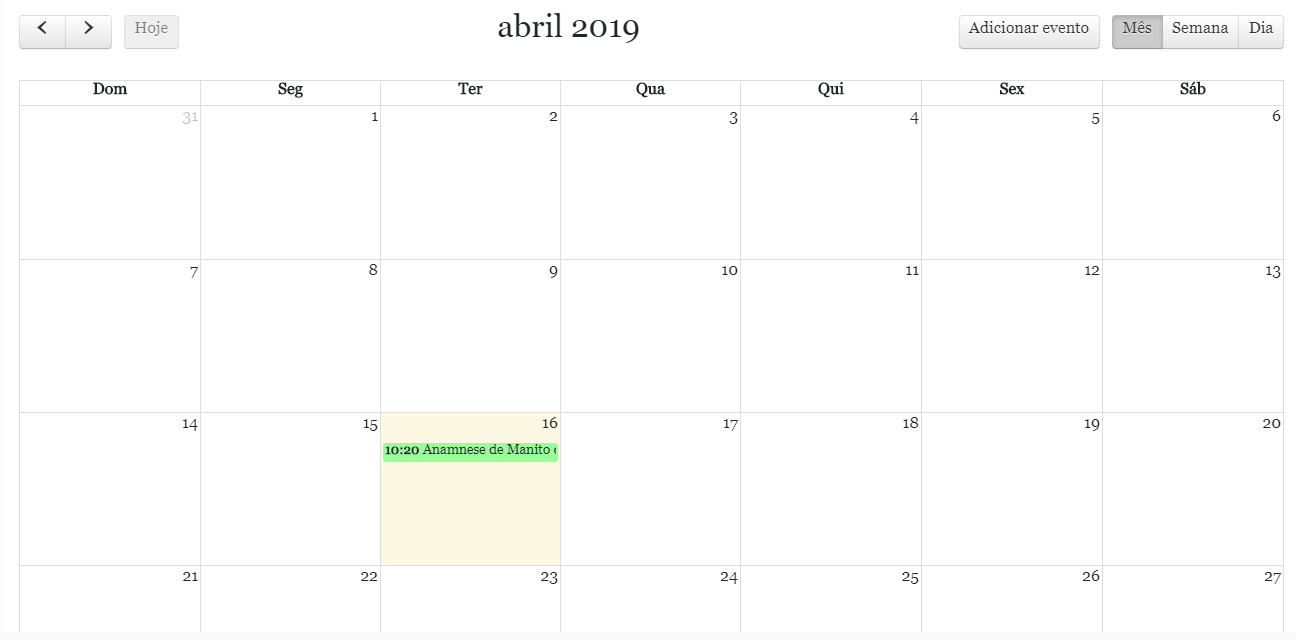 Hoje abril 2019 Adicionar evento Mês Semana Dia
Dom Seg Ter Qua Qui Sex Sáb
31 1 2 3 4 5 6
7 8 9 10 11 12 13
14 15 16 17 18 19 20
10:20 Anamnese de Manito
21 22 23 24 25 26 27